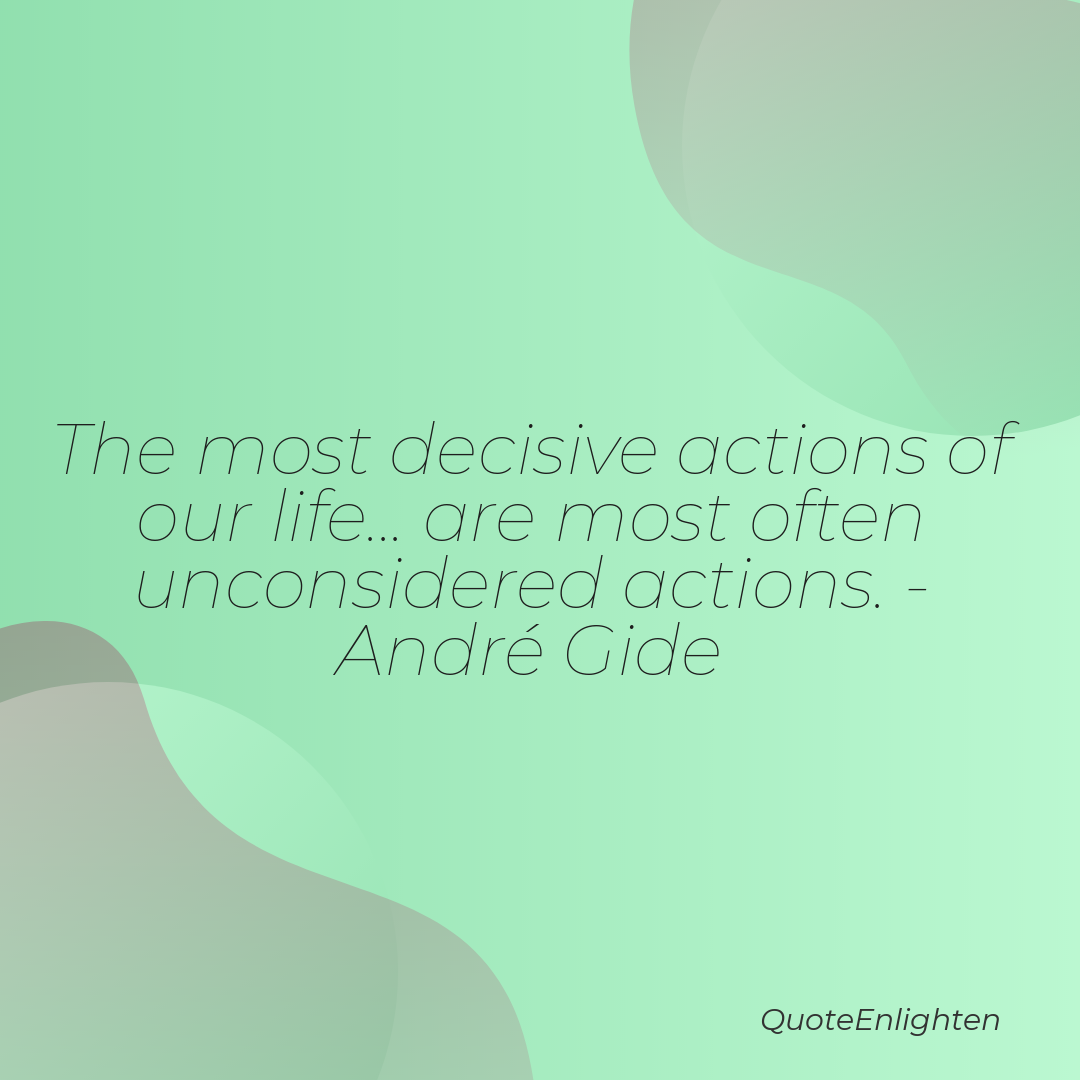 The most decisive actions of
our life... are most often
unconsidered actions. -
André Gide
QuoteEnlighten